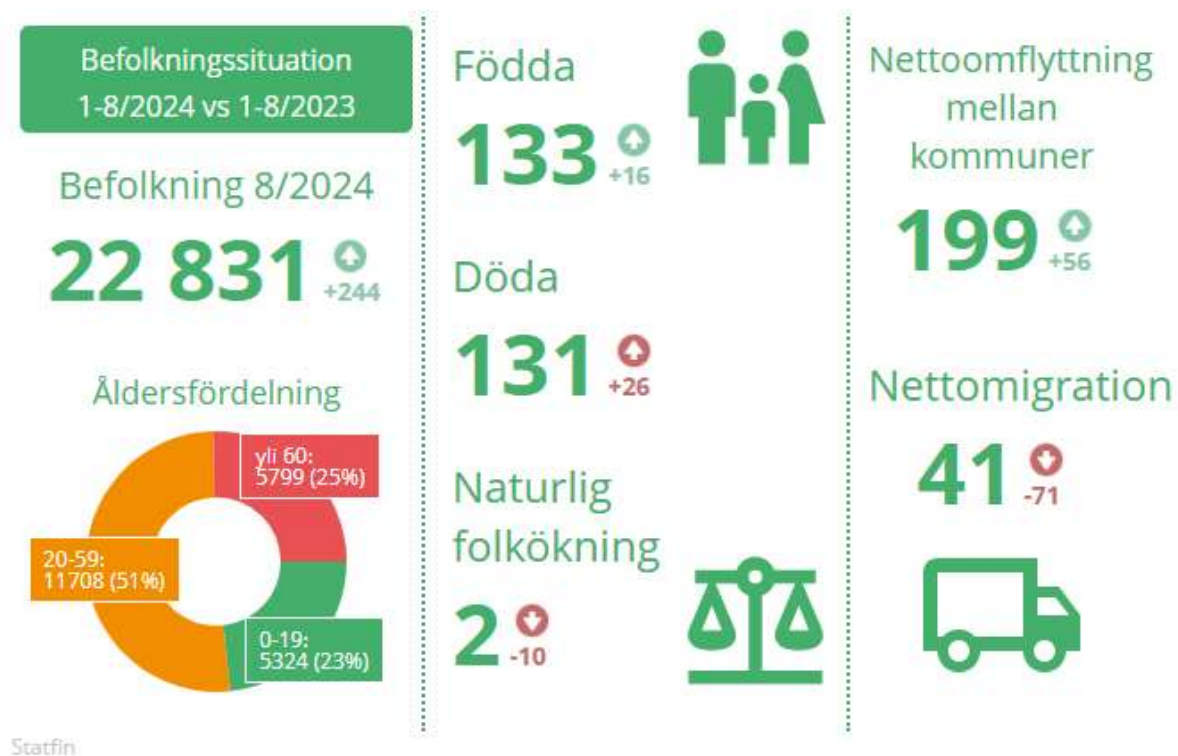 Befolkningssituation
1-8/2024 vs 1-8/2023
Befolkning 8/2024
22 831
+244
Åldersfördelning
yli 60:
5799 (25%)
20-59:
11708 (51%)
0-19:
5324 (23%)
Statfin
Födda
133
+16
Döda
131
+26
Naturlig
folkökning
2
-10
Nettoomflyttning
mellan
kommuner
199
+56
Nettomigration
41
-71